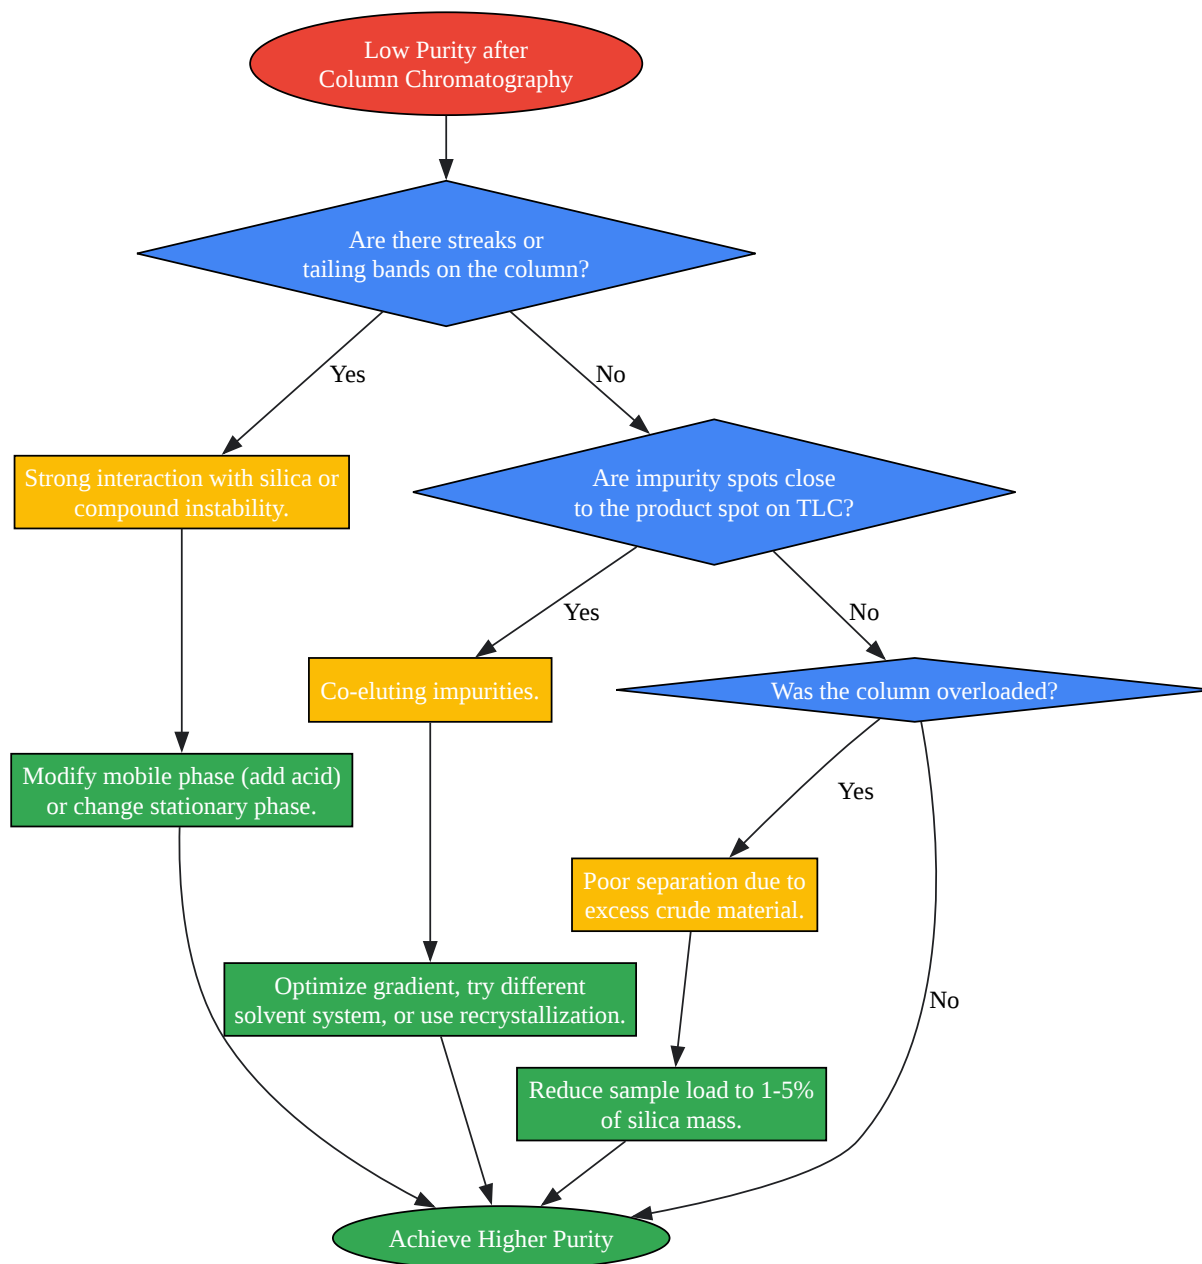 Low Purity after
Column Chromatography
Are there streaks or
tailing bands on the column?
Yes
No
Strong interaction with silica or
compound instability.
Are impurity spots close
to the product spot on TLC?
Yes
No
Co-eluting impurities.
Was the column overloaded?
Modify mobile phase (add acid)
or change stationary phase.
Yes
Poor separation due to
excess crude material.
Optimize gradient, try different
solvent system, or use recrystallization.
No
Reduce sample load to 1-5%
of silica mass.
Achieve Higher Purity